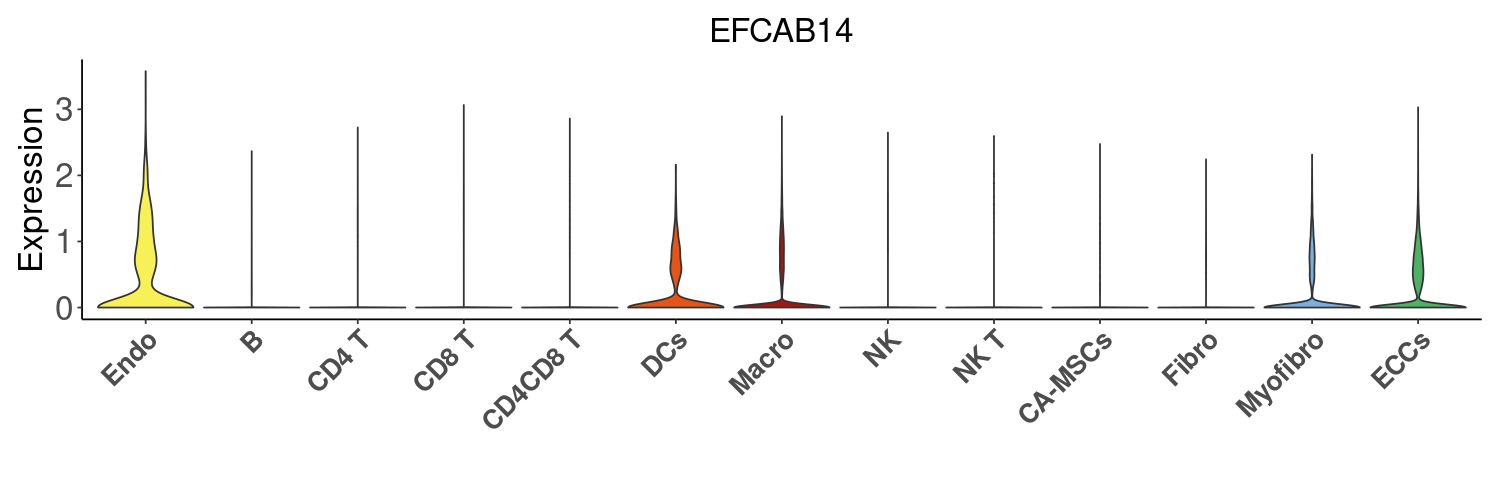 EFCAB14
Expression
3
2
1
0
Endo
B
CD4 T
CD8 T
CD4CD8 T
DCs
Macro
NK
NK T
CA-MSCs
Fibro
Myofibro
ECCs